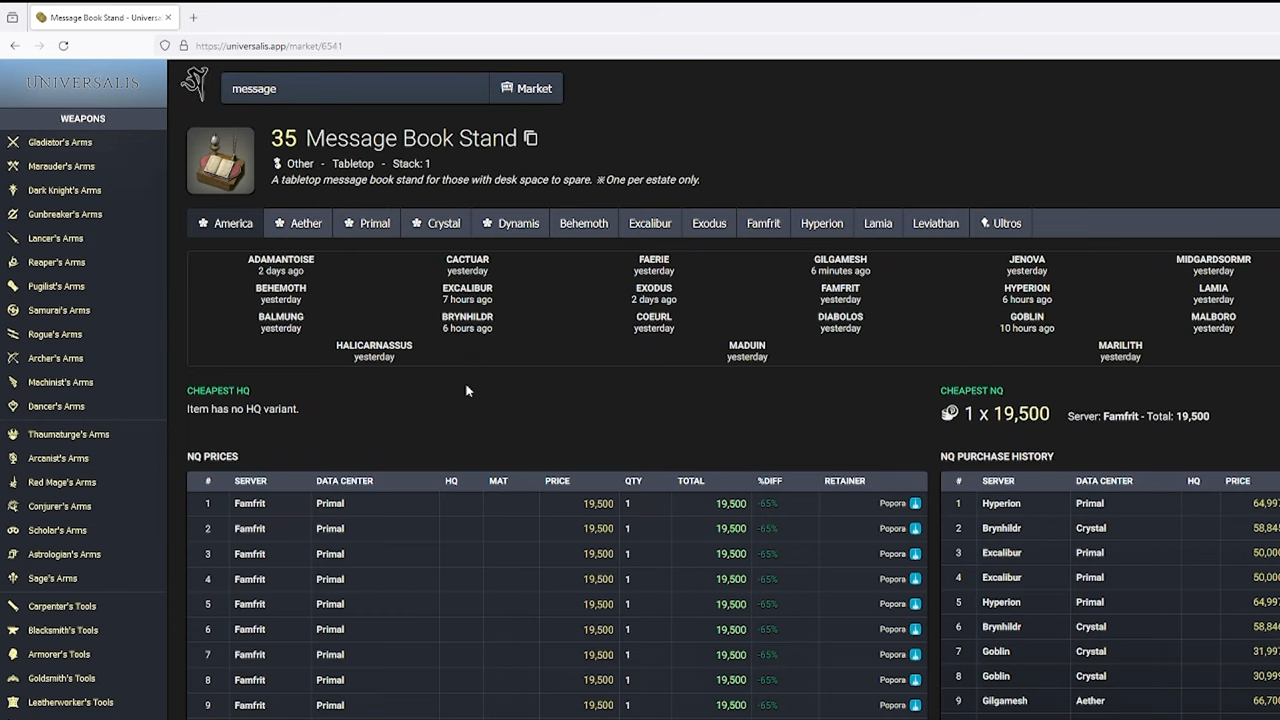 Message Book Stand - Universa
https://universalis.app/market/6541
UNIVERSALIS
message
Market
WEAPONS
Gladiator's Arms
Marauder's Arms
Dark Knight's Arms
Gunbreaker's Arms
Lancer's Arms
Reaper's Arms
Pugilist's Arms
Samurai's Arms
Rogue's Arms
Archer's Arms
Machinist's Arms
Dancer's Arms
Thaumaturge's Arms
Arcanist's Arms
Red Mage's Arms
Conjurer's Arms
Scholar's Arms
Astrologian's Arms
Sage's Arms
Carpenter's Tools
Blacksmith's Tools
Armorer's Tools
Goldsmith's Tools
Leatherworker's Tools
35 Message Book Stand
Other - Tabletop - Stack: 1
A tabletop message book stand for those with desk space to spare. ※One per estate only.
America Aether Primal Crystal Dynamis Behemoth Excalibur Exodus Famfrit Hyperion Lamia Leviathan Ultros
ADAMANTOISE CACTUAR FAERIE GILGAMESH JENOVA MIDGARDSORMR
2 days ago yesterday yesterday 6 minutes ago yesterday yesterday
BEHEMOTH EXCALIBUR EXODUS FAMFRIT HYPERION LAMIA
yesterday 7 hours ago 2 days ago yesterday 6 hours ago yesterday
BALMUNG BRYNHILDR COEURL DIABOLOS GOBLIN MALBORO
yesterday 6 hours ago yesterday yesterday 10 hours ago yesterday
HALICARNASSUS MADUIN MARILITH
yesterday yesterday yesterday
CHEAPEST HQ
Item has no HQ variant.
NQ PRICES
# SERVER DATA CENTER HQ MAT PRICE QTY TOTAL %DIFF RETAINER
1 Famfrit Primal 19,500 1 19,500 -65% Popora
2 Famfrit Primal 19,500 1 19,500 -65% Popora
3 Famfrit Primal 19,500 1 19,500 -65% Popora
4 Famfrit Primal 19,500 1 19,500 -65% Popora
5 Famfrit Primal 19,500 1 19,500 -65% Popora
6 Famfrit Primal 19,500 1 19,500 -65% Popora
7 Famfrit Primal 19,500 1 19,500 -65% Popora
8 Famfrit Primal 19,500 1 19,500 -65% Popora
9 Famfrit Primal 19,500 1 19,500 -65% Popora
CHEAPEST NQ
1 x 19,500 Server: Famfrit - Total: 19,500
NQ PURCHASE HISTORY
# SERVER DATA CENTER HQ PRICE
1 Hyperion Primal
2 Brynhildr Crystal
3 Excalibur Primal
4 Excalibur Primal
5 Hyperion Primal
6 Brynhildr Crystal
7 Goblin Crystal
8 Goblin Crystal
9 Gilgamesh Aether